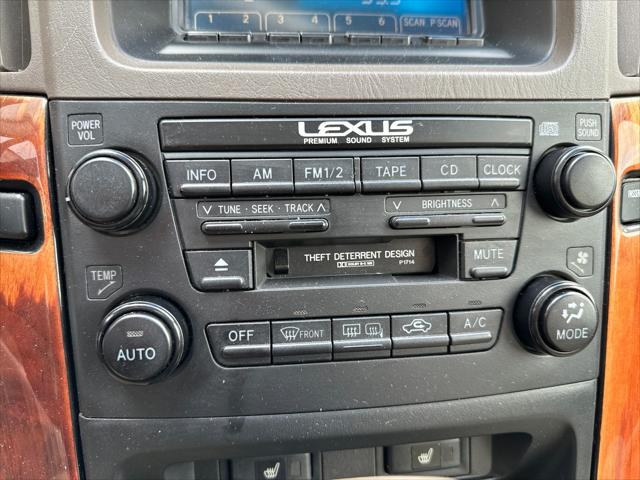 1 2 3 4 5 6 SCAN P·SCAN
POWER
VOL
LEXUS
PREMIUM SOUND SYSTEM
PUSH
SOUND
INFO AM FM1/2 TAPE CD CLOCK
∨ TUNE · SEEK · TRACK ∧
∨ BRIGHTNESS ∧
THEFT DETERRENT DESIGN
P1714
MUTE
TEMP
OFF FRONT A/C
AUTO
MODE